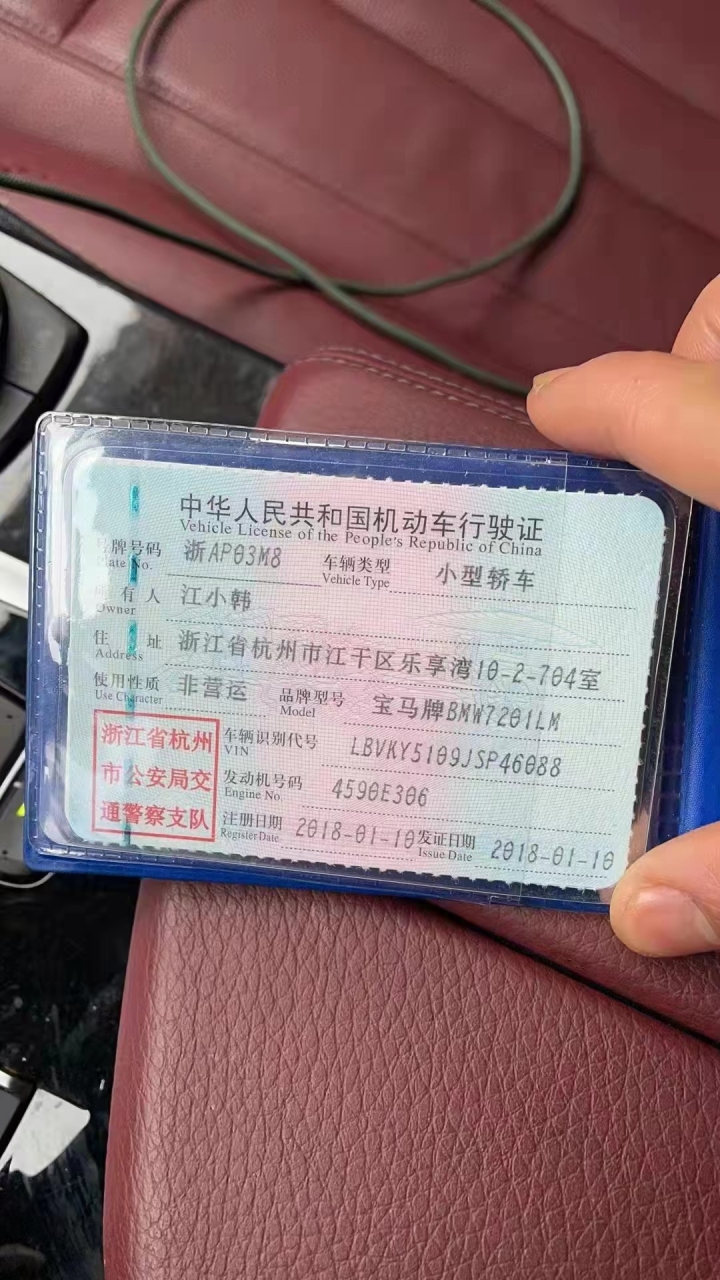 中华人民共和国机动车行驶证
Vehicle License of the People's Republic of China
号牌号码 浙AP03M8 车辆类型 小型轿车
Plate No. Vehicle Type
所有人 江小韩
Owner
住址 浙江省杭州市江干区乐享湾10-2-704室
Address
使用性质 非营运 品牌型号 宝马牌BMW7201LM
Use Character Model
浙江省杭州
市公安局交
通警察支队
车辆识别代号 LBVKY5109JSP46088
VIN
发动机号码 4590E306
Engine No.
注册日期 2018-01-10 发证日期 2018-01-10
Register Date Issue Date